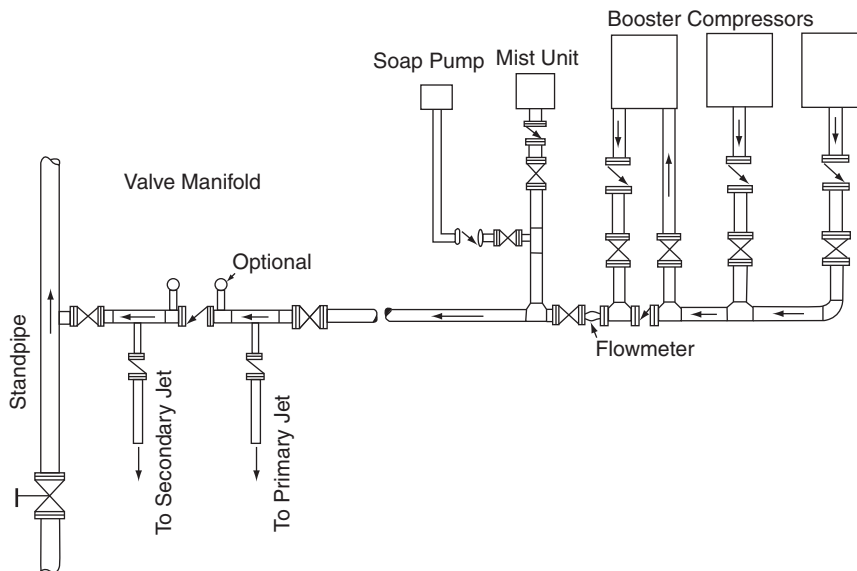 Booster Compressors
Soap Pump
Mist Unit
Valve Manifold
Optional
Flowmeter
Standpipe
To Secondary Jet
To Primary Jet